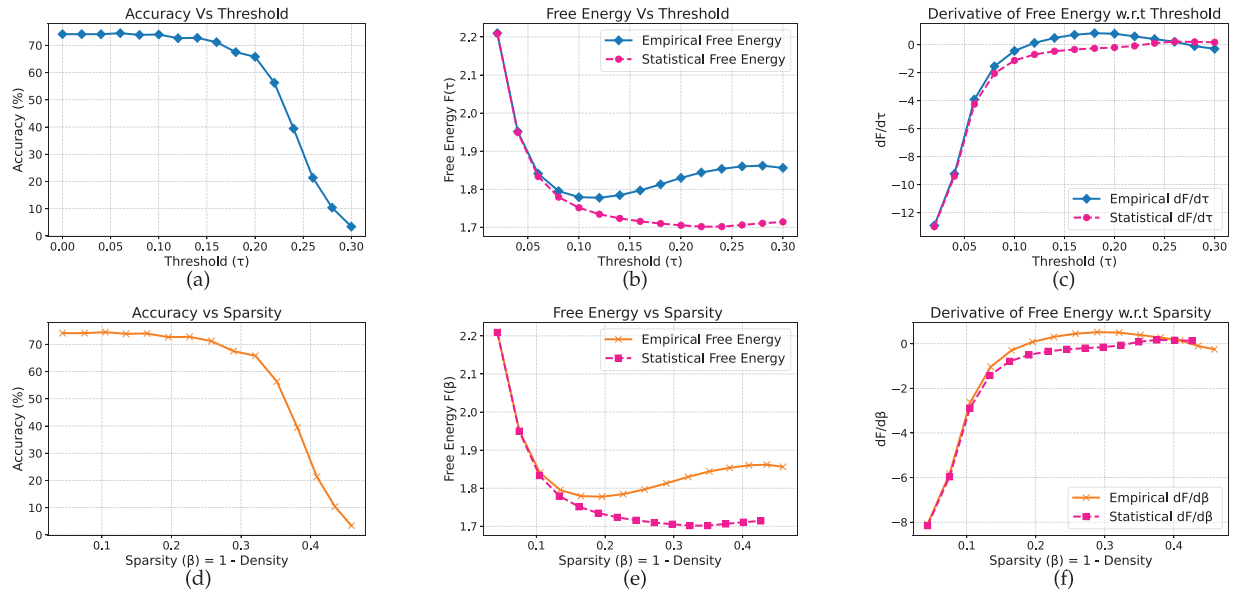 Accuracy Vs Threshold
Accuracy (%)
70
60
50
40
30
20
10
0
0.00 0.05 0.10 0.15 0.20 0.25 0.30
Threshold (τ)
(a)
Free Energy Vs Threshold
Free Energy F(τ)
2.2
2.1
2.0
1.9
1.8
1.7
Empirical Free Energy
Statistical Free Energy
0.05 0.10 0.15 0.20 0.25 0.30
Threshold (τ)
(b)
Derivative of Free Energy w.r.t Threshold
dF/dτ
0
−2
−4
−6
−8
−10
−12
Empirical dF/dτ
Statistical dF/dτ
0.05 0.10 0.15 0.20 0.25 0.30
Threshold (τ)
(c)
Accuracy vs Sparsity
Accuracy (%)
70
60
50
40
30
20
10
0
0.1 0.2 0.3 0.4
Sparsity (β) = 1 - Density
(d)
Free Energy vs Sparsity
Free Energy F(β)
2.2
2.1
2.0
1.9
1.8
1.7
Empirical Free Energy
Statistical Free Energy
0.1 0.2 0.3 0.4
Sparsity (β) = 1 - Density
(e)
Derivative of Free Energy w.r.t Sparsity
dF/dβ
0
−2
−4
−6
−8
Empirical dF/dβ
Statistical dF/dβ
0.1 0.2 0.3 0.4
Sparsity (β) = 1 - Density
(f)